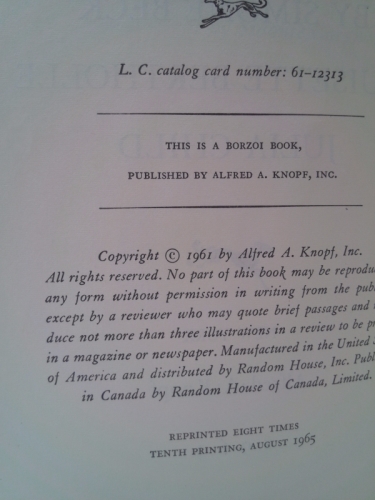 L. C. catalog card number: 61-12313
THIS IS A BORZOI BOOK,
PUBLISHED BY ALFRED A. KNOPF, INC.
Copyright © 1961 by Alfred A. Knopf, Inc.
All rights reserved. No part of this book may be reprodu
any form without permission in writing from the publ
except by a reviewer who may quote brief passages and
duce not more than three illustrations in a review to be pr
in a magazine or newspaper. Manufactured in the United
of America and distributed by Random House, Inc. Publ
in Canada by Random House of Canada, Limited.
REPRINTED EIGHT TIMES
TENTH PRINTING, AUGUST 1965